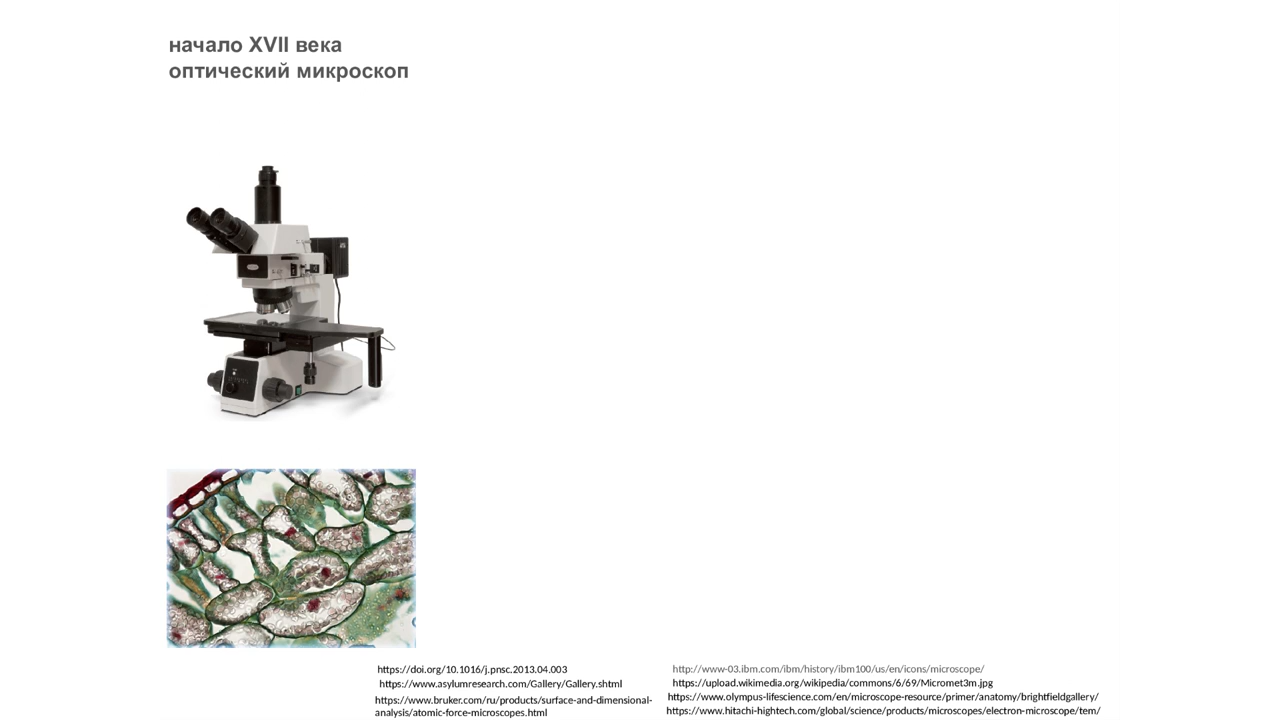 начало XVII века
оптический микроскоп
https://doi.org/10.1016/j.pnsc.2013.04.003
https://www.asylumresearch.com/Gallery/Gallery.shtml
https://www.bruker.com/ru/products/surface-and-dimensional-
analysis/atomic-force-microscopes.html
http://www-03.ibm.com/ibm/history/ibm100/us/en/icons/microscope/
https://upload.wikimedia.org/wikipedia/commons/6/69/Micromet3m.jpg
https://www.olympus-lifescience.com/en/microscope-resource/primer/anatomy/brightfieldgallery/
https://www.hitachi-hightech.com/global/science/products/microscopes/electron-microscope/tem/